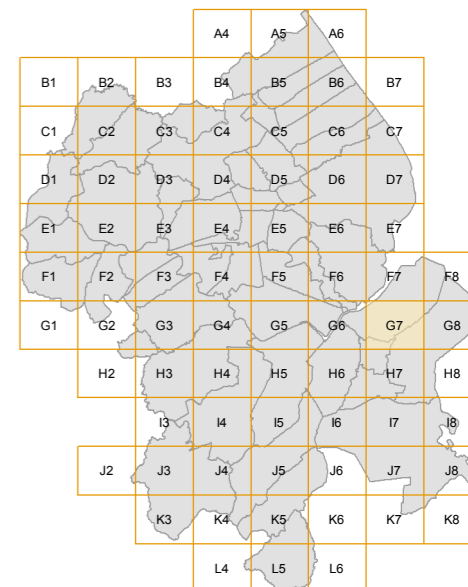 A4 A5 A6
B1 B2 B3 B4 B5 B6 B7
C1 C2 C3 C4 C5 C6 C7
D1 D2 D3 D4 D5 D6 D7
E1 E2 E3 E4 E5 E6 E7
F1 F2 F3 F4 F5 F6 F7 F8
G1 G2 G3 G4 G5 G6 G7 G8
H2 H3 H4 H5 H6 H7 H8
I3 I4 I5 I6 I7 I8
J2 J3 J4 J5 J6 J7 J8
K3 K4 K5 K6 K7 K8
L4 L5 L6